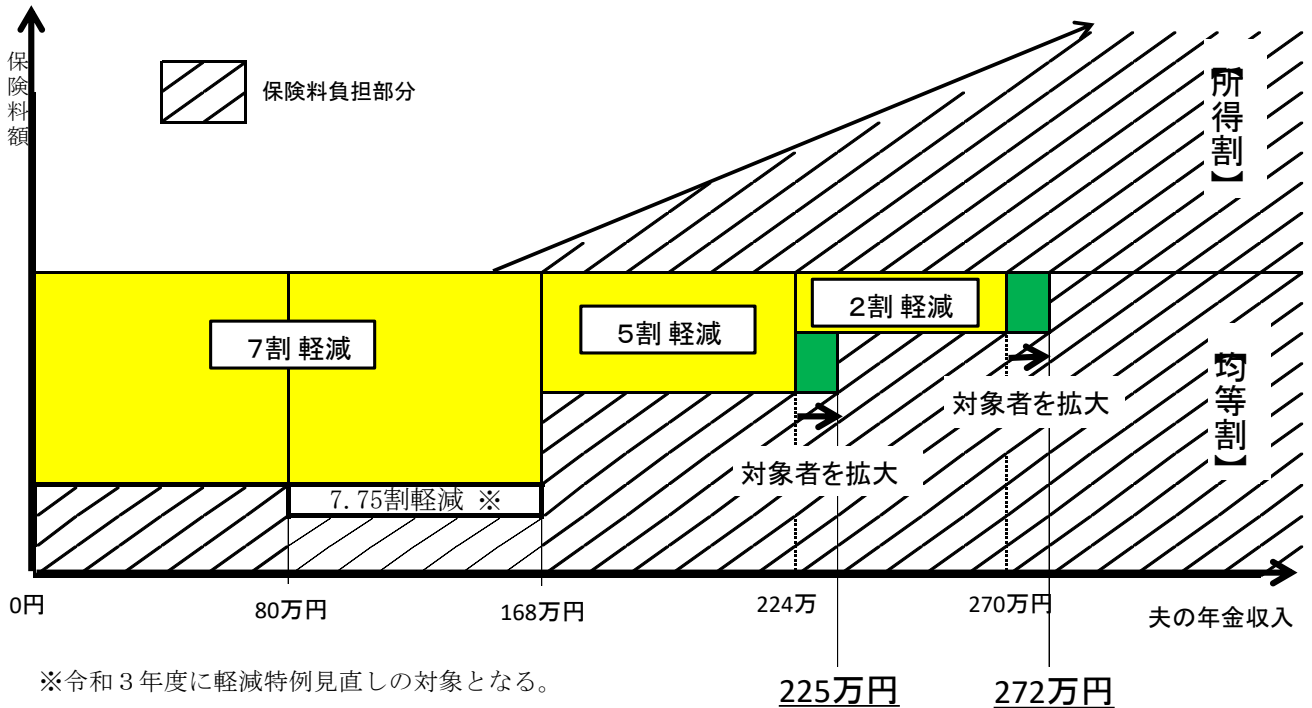 保険料額
保険料負担部分
【所得割】
7割 軽減
5割 軽減
2割 軽減
【均等割】
対象者を拡大
対象者を拡大
7.75割軽減 ※
0円
80万円
168万円
224万
270万円
夫の年金収入
※令和3年度に軽減特例見直しの対象となる。
225万円
272万円